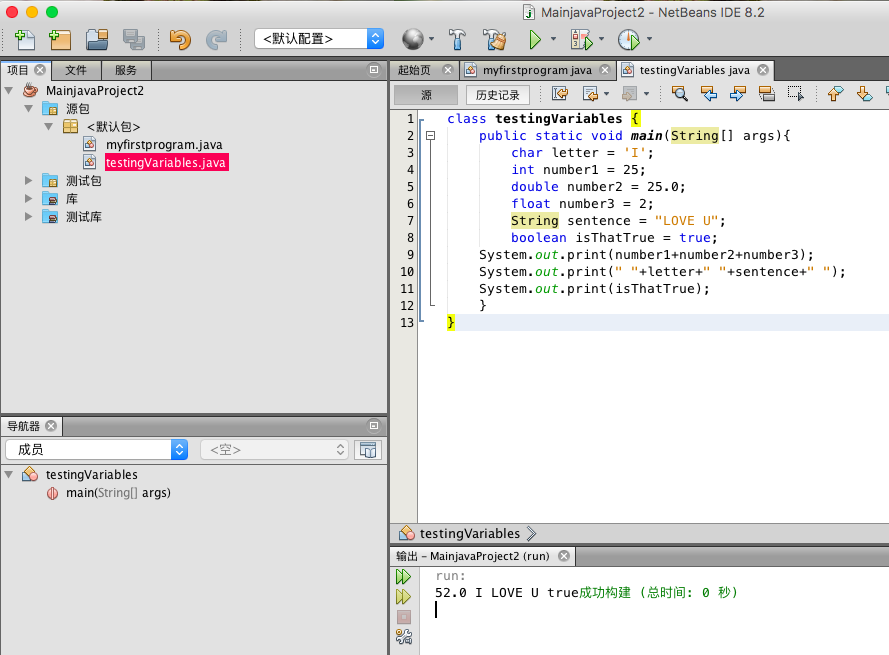 MainjavaProject2 - NetBeans IDE 8.2
<默认配置>
项目 文件 服务
MainjavaProject2
源包
<默认包>
myfirstprogram.java
testingVariables.java
测试包
库
测试库
导航器
成员 <空>
testingVariables
main(String[] args)
起始页 myfirstprogram java testingVariables java
源 历史记录
1 class testingVariables {
2 public static void main(String[] args){
3 char letter = 'I';
4 int number1 = 25;
5 double number2 = 25.0;
6 float number3 = 2;
7 String sentence = "LOVE U";
8 boolean isThatTrue = true;
9 System.out.print(number1+number2+number3);
10 System.out.print(" "+letter+" "+sentence+" ");
11 System.out.print(isThatTrue);
12 }
13 }
testingVariables
输出 - MainjavaProject2 (run)
run:
52.0 I LOVE U true成功构建 (总时间: 0 秒)